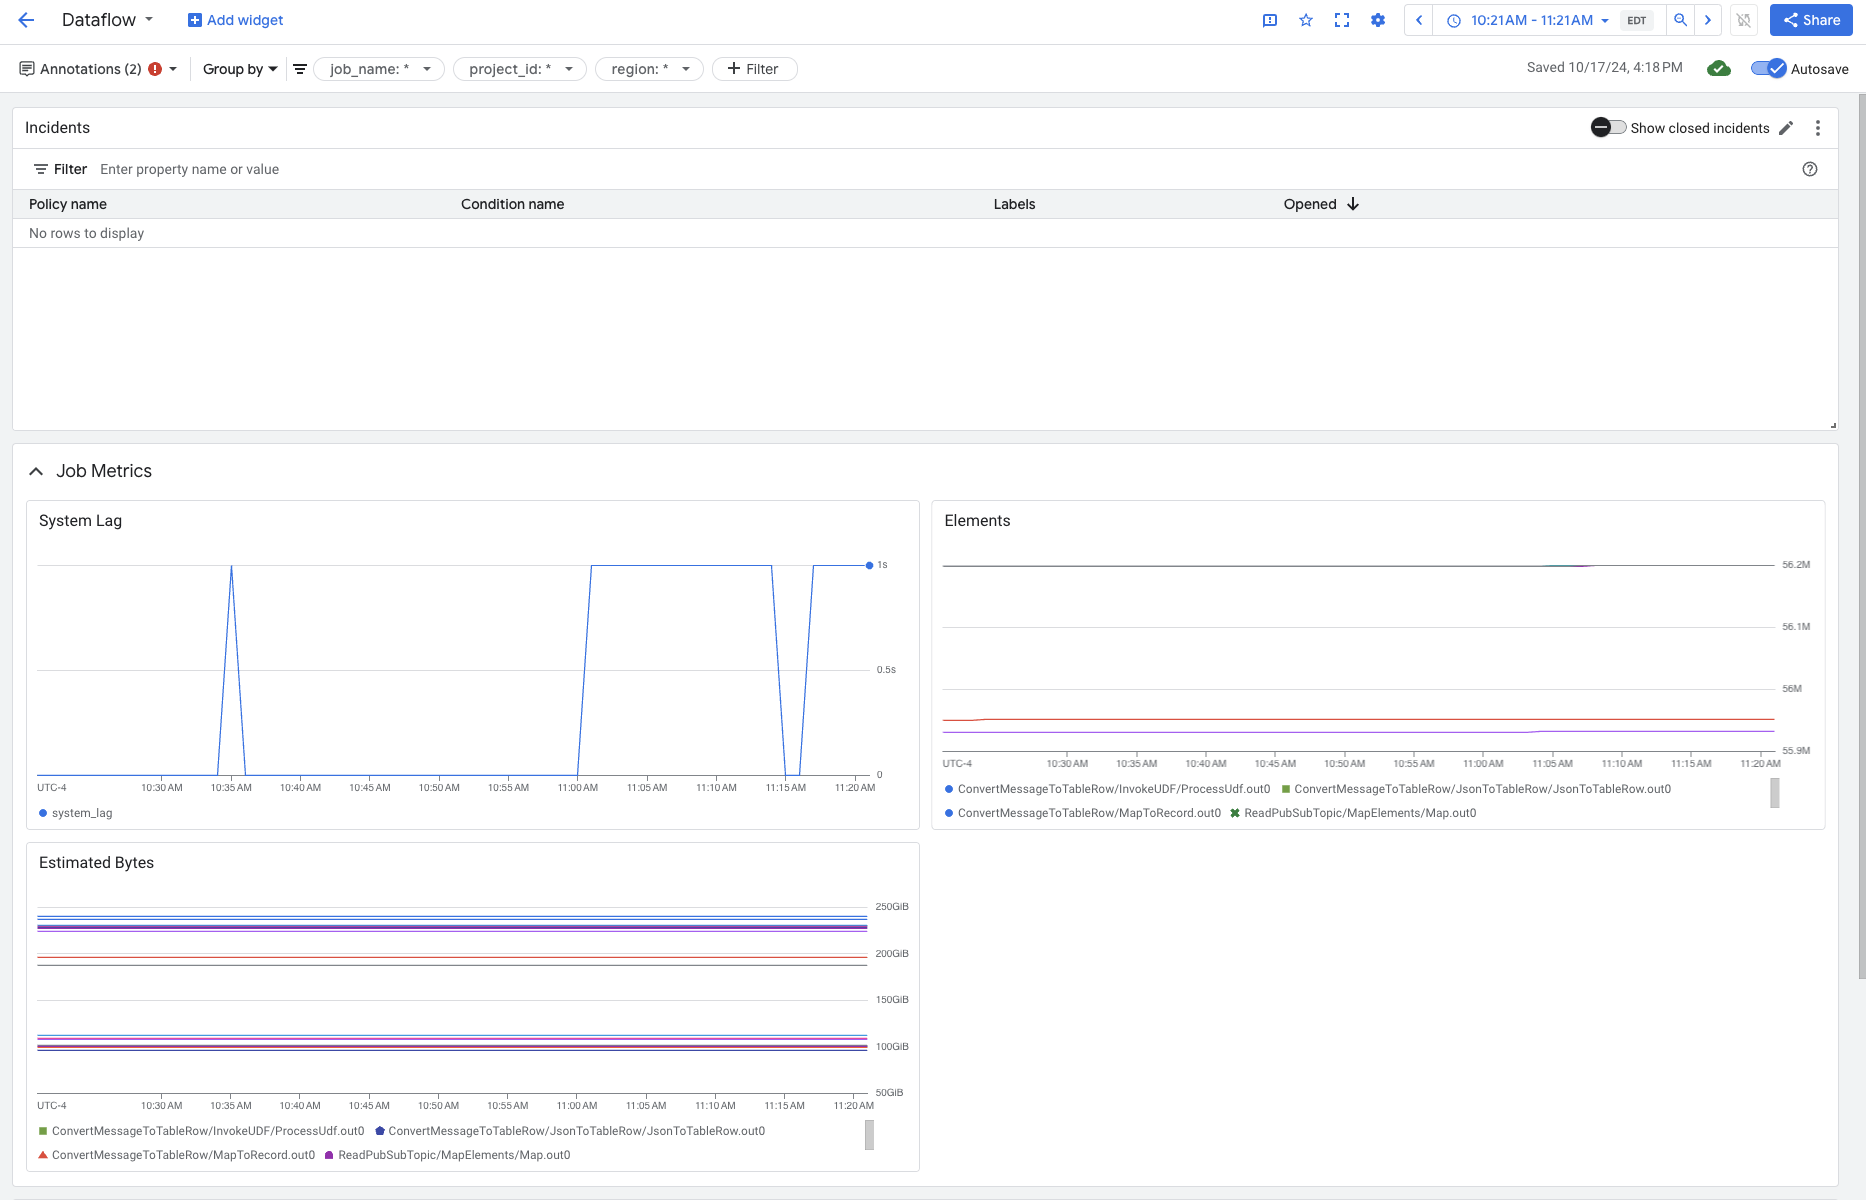 Dataflow Add widget 10:21 AM - 11:21 AM EDT Share
Annotations (2) Group by job_name: * project_id: * region: * Filter Saved 10/17/24, 4:18 PM Autosave
Incidents Show closed incidents
Filter Enter property name or value
Policy name Condition name Labels Opened
No rows to display
Job Metrics
System Lag
1s
0.5s
0
UTC-4 10:30 AM 10:35 AM 10:40 AM 10:45 AM 10:50 AM 10:55 AM 11:00 AM 11:05 AM 11:10 AM 11:15 AM 11:20 AM
system_lag
Elements
56.2M
56.1M
56M
55.9M
UTC-4 10:30 AM 10:35 AM 10:40 AM 10:45 AM 10:50 AM 10:55 AM 11:00 AM 11:05 AM 11:10 AM 11:15 AM 11:20 AM
ConvertMessageToTableRow/InvokeUDF/ProcessUdf.out0 ConvertMessageToTableRow/JsonToTableRow/JsonToTableRow.out0
ConvertMessageToTableRow/MapToRecord.out0 ReadPubSubTopic/MapElements/Map.out0
Estimated Bytes
250GiB
200GiB
150GiB
100GiB
50GiB
UTC-4 10:30 AM 10:35 AM 10:40 AM 10:45 AM 10:50 AM 10:55 AM 11:00 AM 11:05 AM 11:10 AM 11:15 AM 11:20 AM
ConvertMessageToTableRow/InvokeUDF/ProcessUdf.out0 ConvertMessageToTableRow/JsonToTableRow/JsonToTableRow.out0
ConvertMessageToTableRow/MapToRecord.out0 ReadPubSubTopic/MapElements/Map.out0